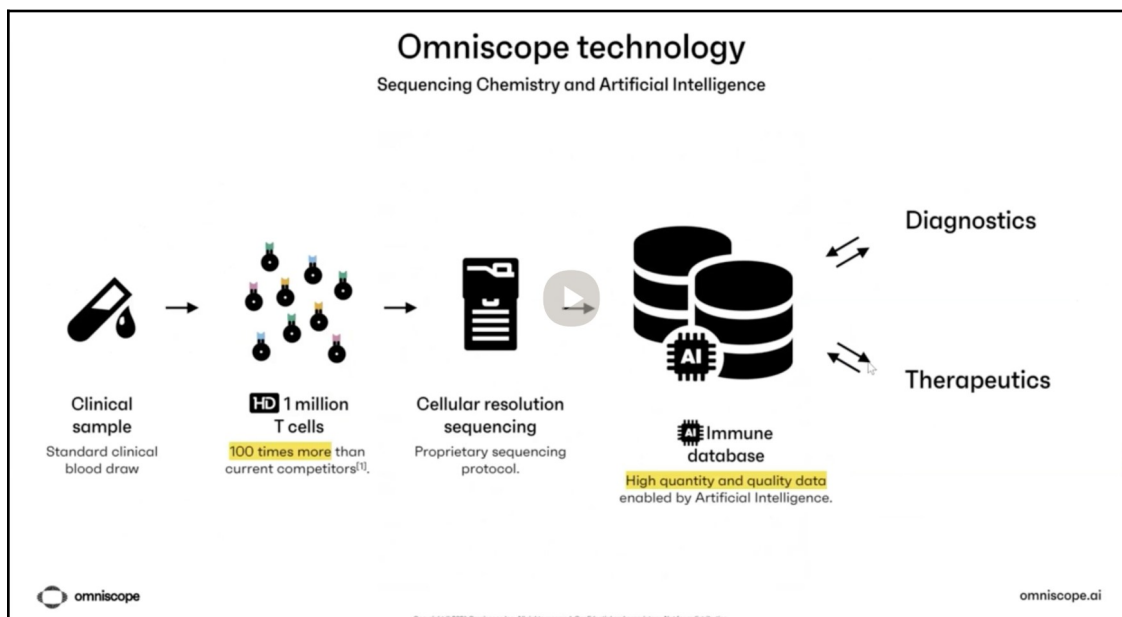 Omniscope technology
Sequencing Chemistry and Artificial Intelligence
Clinical
sample
Standard clinical
blood draw
HD 1 million
T cells
100 times more than
current competitors[1].
Cellular resolution
sequencing
Proprietary sequencing
protocol.
AI
AI Immune
database
High quantity and quality data
enabled by Artificial Intelligence.
Diagnostics
Therapeutics
omniscope
omniscope.ai